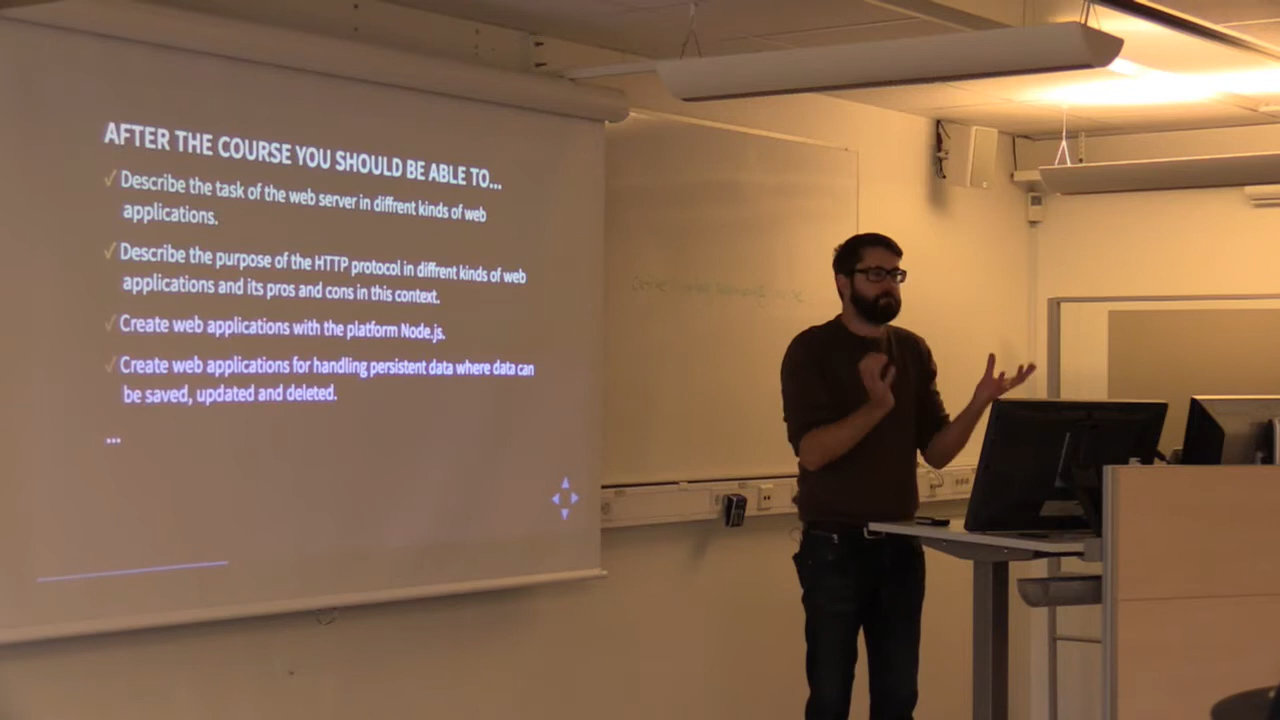 AFTER THE COURSE YOU SHOULD BE ABLE TO...
✓ Describe the task of the web server in diffrent kinds of web
applications.
✓ Describe the purpose of the HTTP protocol in diffrent kinds of web
applications and its pros and cons in this context.
✓ Create web applications with the platform Node.js.
✓ Create web applications for handling persistent data where data can
be saved, updated and deleted.
...